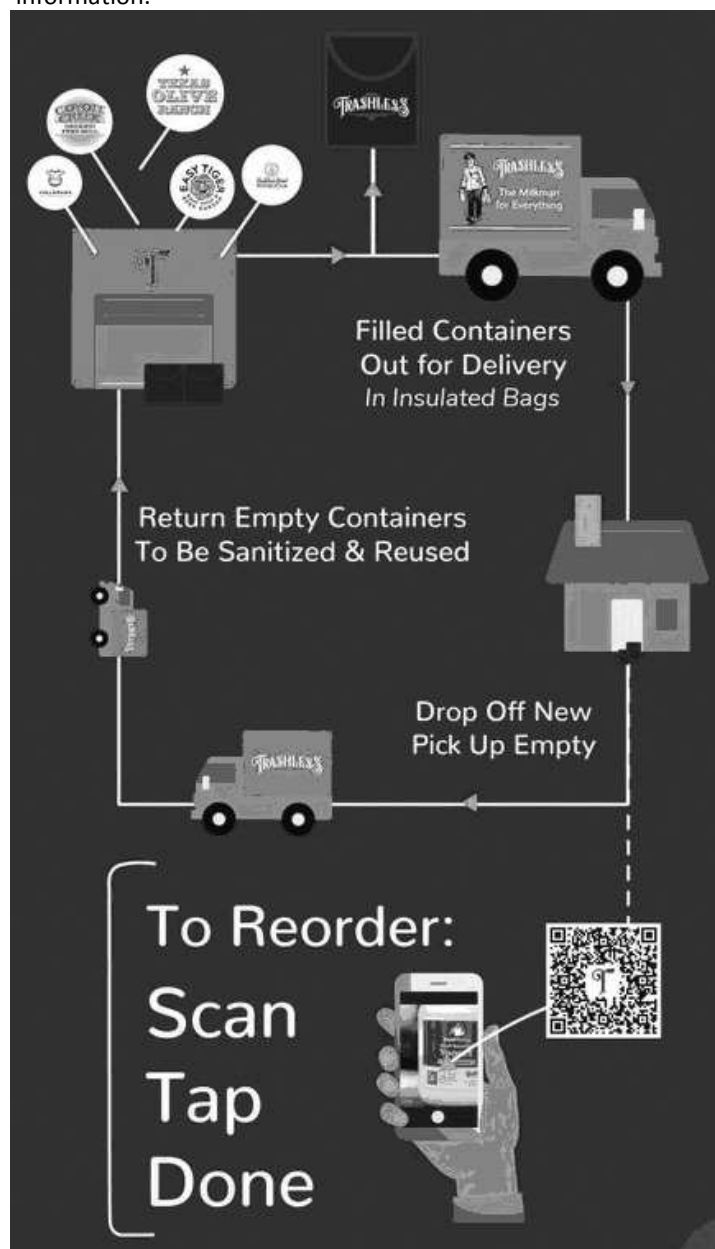 information.
TEXAS
OLIVE
RANCH
COYOTE
CREEK
EASY TIGER
TRASHLESS
TRASHLESS
The Milkman
for Everything
T
Filled Containers
Out for Delivery
In Insulated Bags
Return Empty Containers
To Be Sanitized & Reused
Drop Off New
Pick Up Empty
TRASHLESS
To Reorder:
Scan
Tap
Done
T